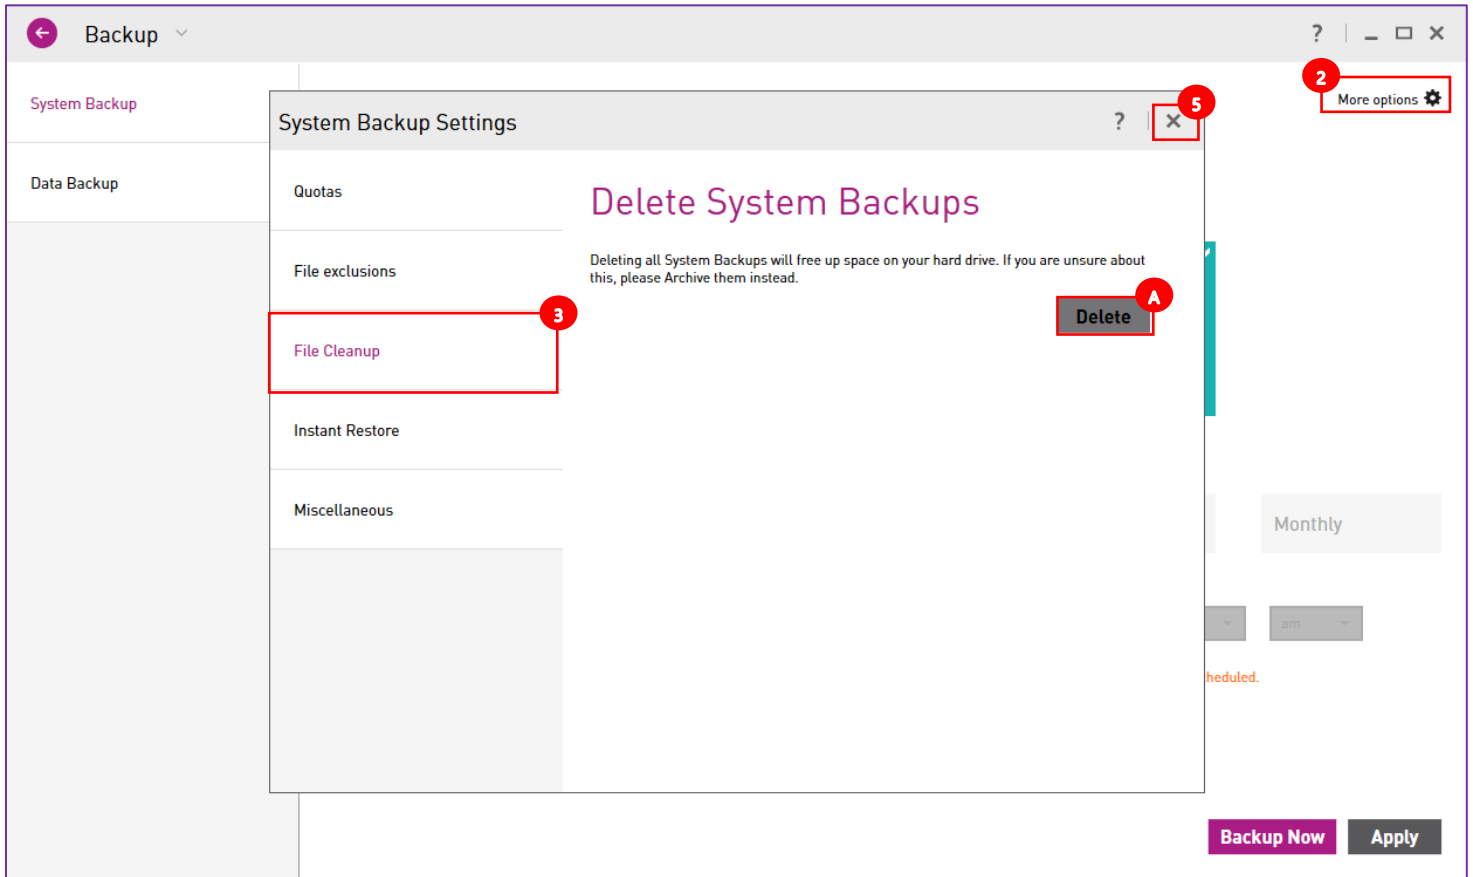 Backup
?
2
More options
System Backup
Data Backup
System Backup Settings
?
5
Quotas
File exclusions
3
File Cleanup
Instant Restore
Miscellaneous
Delete System Backups
Deleting all System Backups will free up space on your hard drive. If you are unsure about
this, please Archive them instead.
A
Delete
Monthly
am
heduled.
Backup Now
Apply